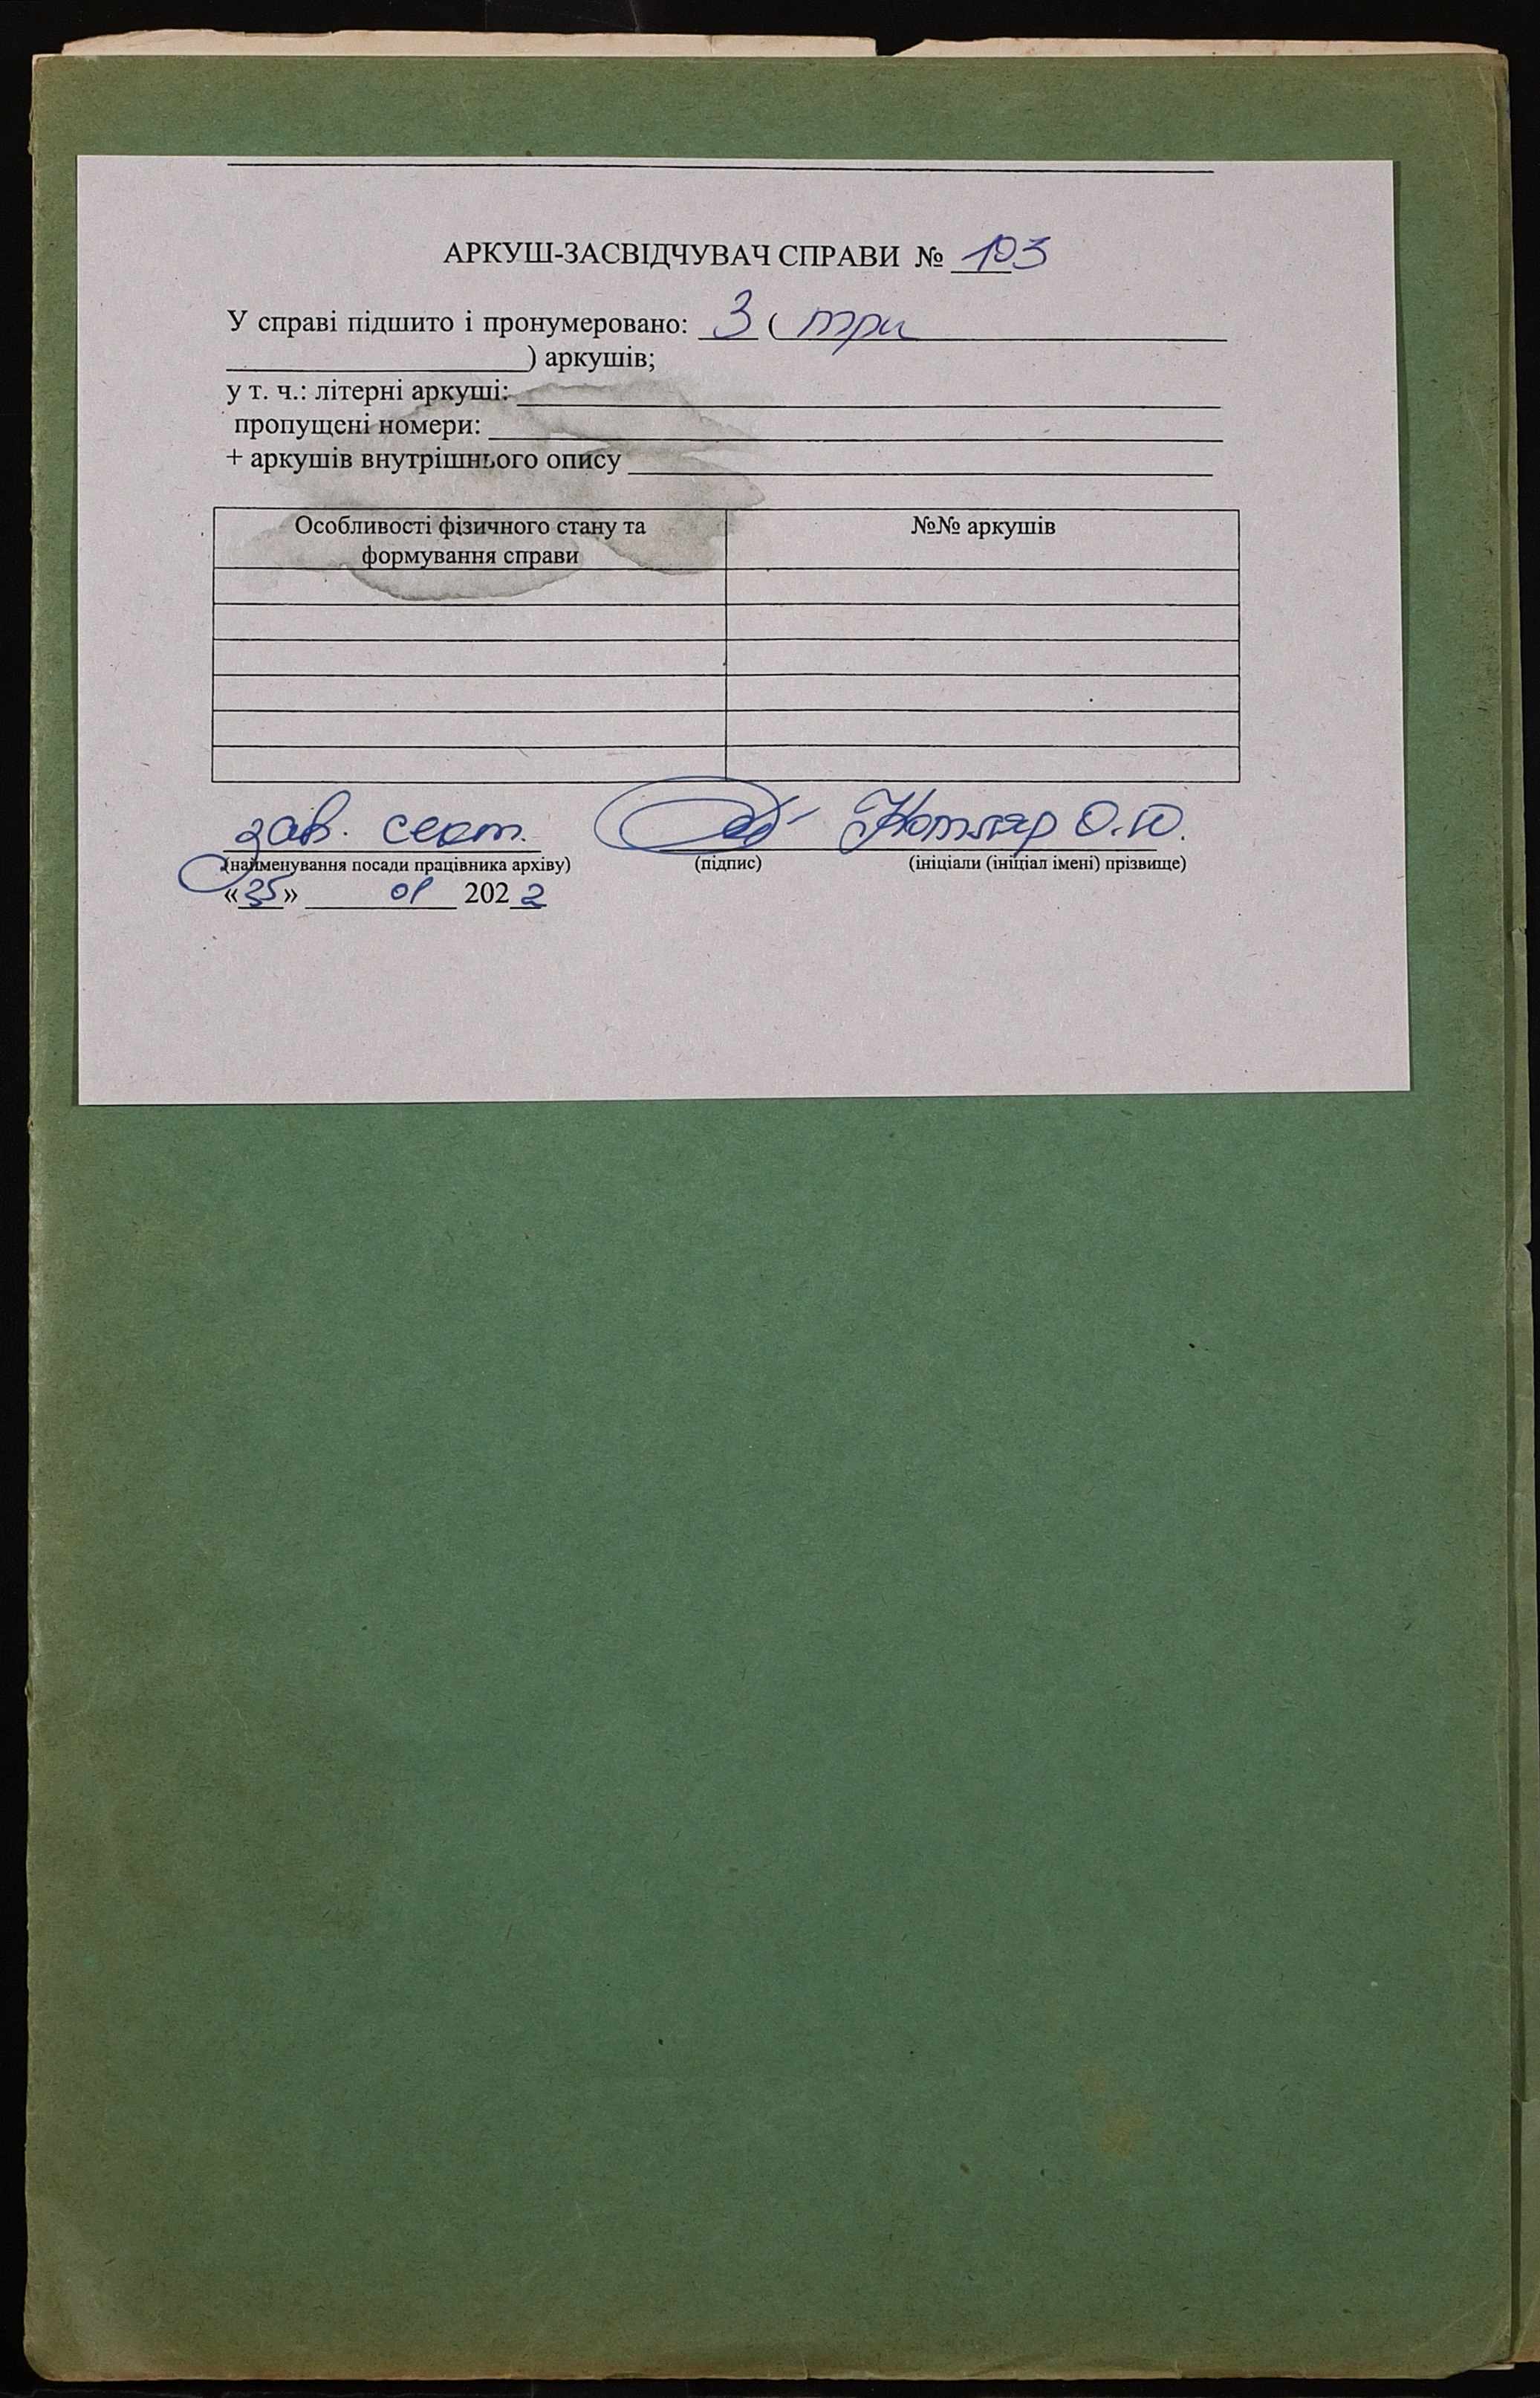 АРКУШ-ЗАСВІДЧУВАЧ СПРАВИ № 103
У справі підшито і пронумеровано: 3 ( три
) аркушів;
у т. ч.: літерні аркуші:
пропущені номери:
+ аркушів внутрішнього опису
Особливості фізичного стану та
формування справи
№№ аркушів
зав. сект. Котляр О.Ю.
(найменування посади працівника архіву) (підпис) (ініціали (ініціал імені) прізвище)
«25» 01 2022